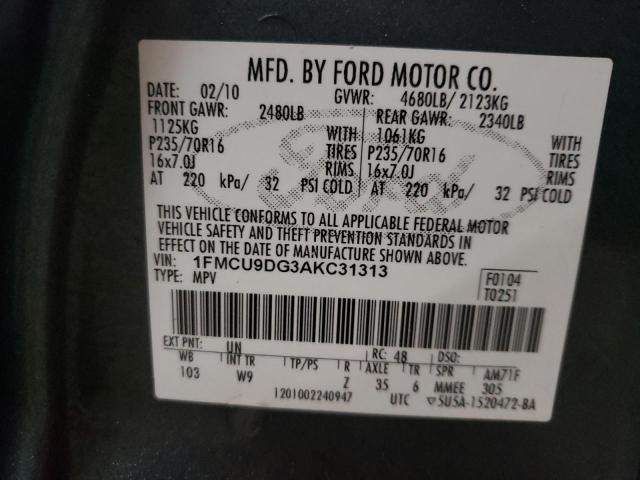 MFD. BY FORD MOTOR CO.
DATE: 02/10 GVWR: 4680LB/ 2123KG
FRONT GAWR: 2480LB REAR GAWR: 2340LB
1125KG WITH 1061KG WITH
P235/70R16 TIRES P235/70R16 TIRES
16x7.0J RIMS 16x7.0J RIMS
AT 220 kPa/ 32 PSI COLD AT 220 kPa/ 32 PSI COLD
Ford
THIS VEHICLE CONFORMS TO ALL APPLICABLE FEDERAL MOTOR
VEHICLE SAFETY AND THEFT PREVENTION STANDARDS IN
EFFECT ON THE DATE OF MANUFACTURE SHOWN ABOVE.
VIN: 1FMCU9DG3AKC31313 F0104
TYPE: MPV T0251
EXT PNT: UN RC: 48 DSO:
WB INT TR TP/PS R AXLE TR SPR AM71F
103 W9 Z 35 6 MMEE 305
1201002240947 UTC ▽5U5A-1520472-BA